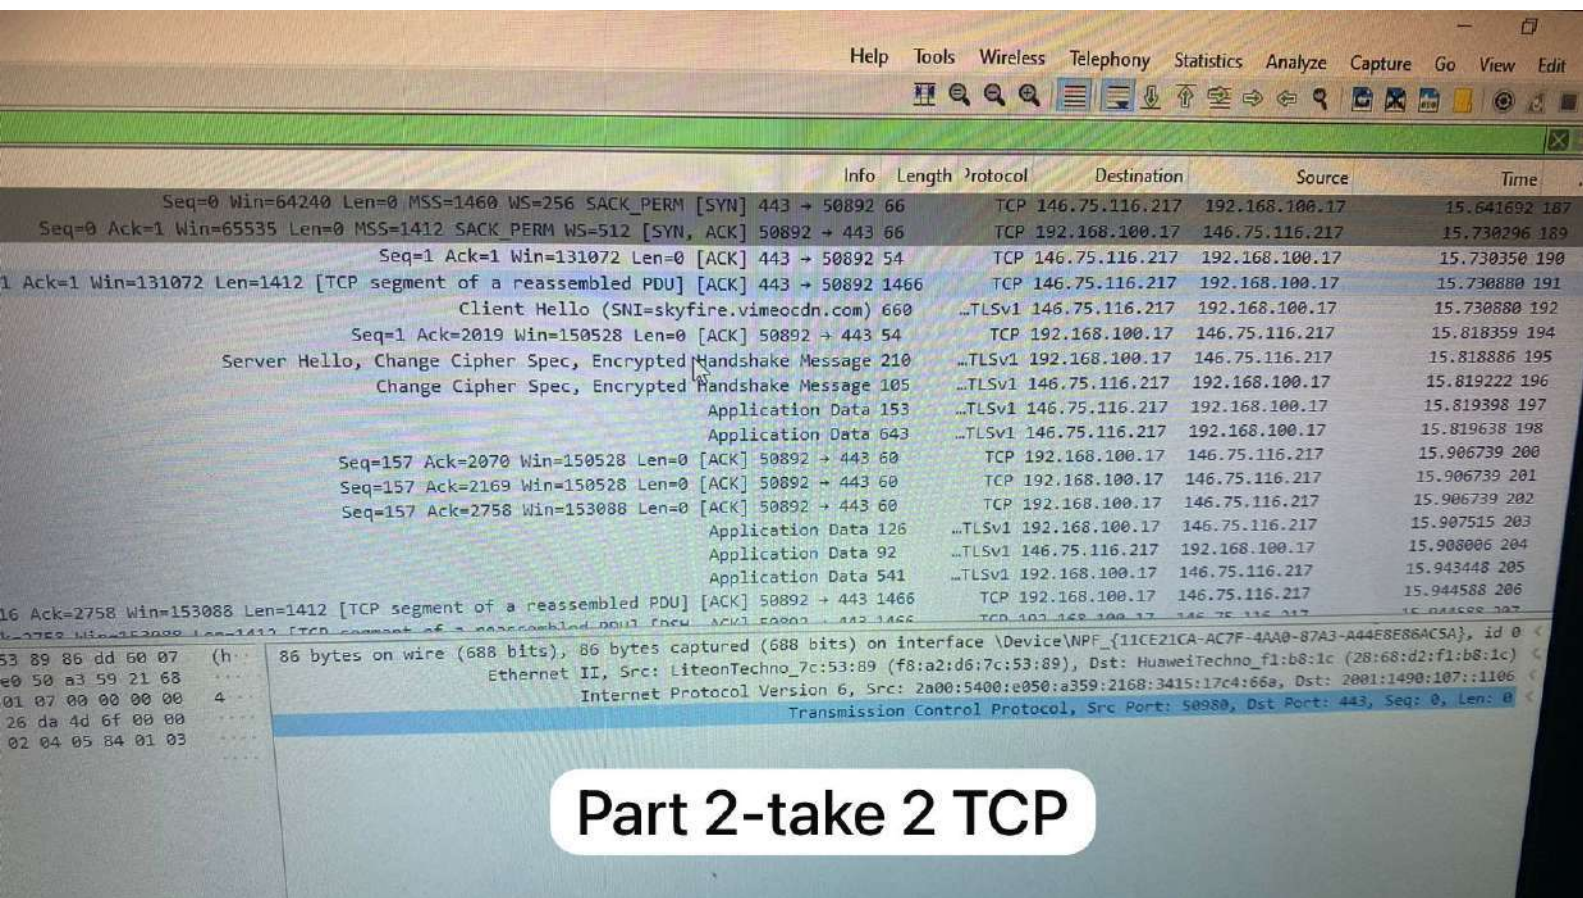 Help Tools Wireless Telephony Statistics Analyze Capture Go View Edit
Info Length Protocol Destination Source Time
Seq=0 Win=64240 Len=0 MSS=1460 WS=256 SACK_PERM [SYN] 443 → 50892 66 TCP 146.75.116.217 192.168.100.17 15.641692 187
Seq=0 Ack=1 Win=65535 Len=0 MSS=1412 SACK_PERM WS=512 [SYN, ACK] 50892 → 443 66 TCP 192.168.100.17 146.75.116.217 15.730296 189
Seq=1 Ack=1 Win=131072 Len=0 [ACK] 443 → 50892 54 TCP 146.75.116.217 192.168.100.17 15.730350 190
1 Ack=1 Win=131072 Len=1412 [TCP segment of a reassembled PDU] [ACK] 443 → 50892 1466 TCP 146.75.116.217 192.168.100.17 15.730880 191
Client Hello (SNI=skyfire.vimeocdn.com) 660 …TLSv1 146.75.116.217 192.168.100.17 15.730880 192
Seq=1 Ack=2019 Win=150528 Len=0 [ACK] 50892 → 443 54 TCP 192.168.100.17 146.75.116.217 15.818359 194
Server Hello, Change Cipher Spec, Encrypted Handshake Message 210 …TLSv1 192.168.100.17 146.75.116.217 15.818886 195
Change Cipher Spec, Encrypted Handshake Message 105 …TLSv1 146.75.116.217 192.168.100.17 15.819222 196
Application Data 153 …TLSv1 146.75.116.217 192.168.100.17 15.819398 197
Application Data 643 …TLSv1 146.75.116.217 192.168.100.17 15.819638 198
Seq=157 Ack=2070 Win=150528 Len=0 [ACK] 50892 → 443 60 TCP 192.168.100.17 146.75.116.217 15.906739 200
Seq=157 Ack=2169 Win=150528 Len=0 [ACK] 50892 → 443 60 TCP 192.168.100.17 146.75.116.217 15.906739 201
Seq=157 Ack=2758 Win=153088 Len=0 [ACK] 50892 → 443 60 TCP 192.168.100.17 146.75.116.217 15.906739 202
Application Data 126 …TLSv1 192.168.100.17 146.75.116.217 15.907515 203
Application Data 92 …TLSv1 146.75.116.217 192.168.100.17 15.908006 204
Application Data 541 …TLSv1 192.168.100.17 146.75.116.217 15.943448 205
16 Ack=2758 Win=153088 Len=1412 [TCP segment of a reassembled PDU] [ACK] 50892 → 443 1466 TCP 192.168.100.17 146.75.116.217 15.944588 206
53 89 86 dd 60 07 (h
e0 50 a3 59 21 68
01 07 00 00 00 00 4
26 da 4d 6f 00 00
02 04 05 84 01 03
86 bytes on wire (688 bits), 86 bytes captured (688 bits) on interface \Device\NPF_{11CE21CA-AC7F-4AA0-87A3-A44E8E86AC5A}, id 0
Ethernet II, Src: LiteonTechno_7c:53:89 (f8:a2:d6:7c:53:89), Dst: HuaweiTechno_f1:b8:1c (28:68:d2:f1:b8:1c)
Internet Protocol Version 6, Src: 2a00:5400:e050:a359:2168:3415:17c4:66a, Dst: 2001:1490:107::1106
Transmission Control Protocol, Src Port: 50980, Dst Port: 443, Seq: 0, Len: 0
Part 2-take 2 TCP